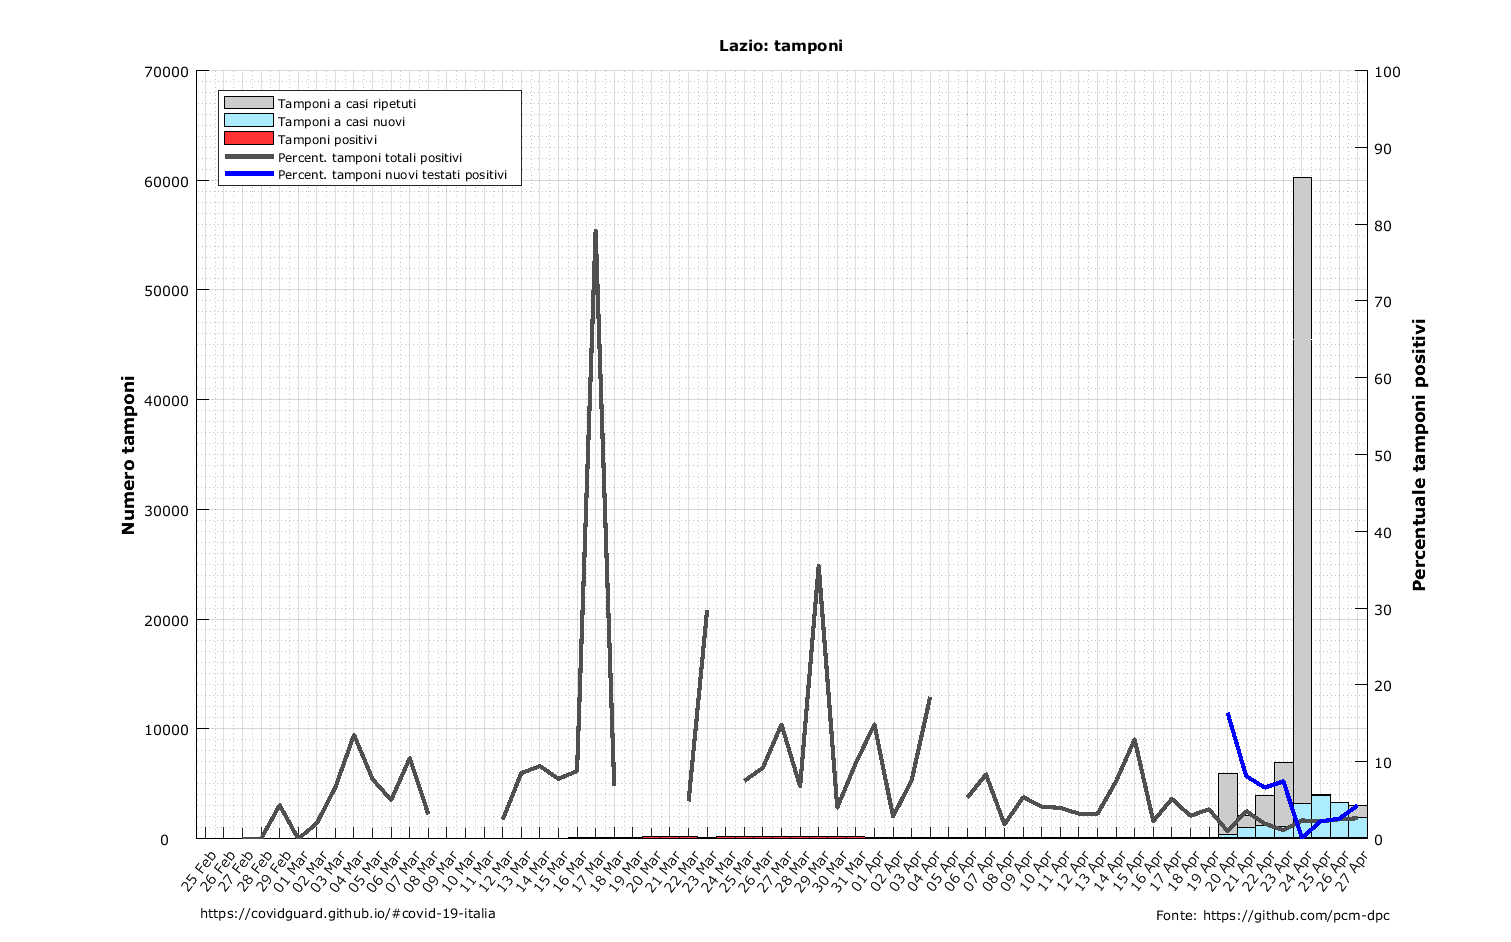 Lazio: tamponi
70000
60000
50000
40000
30000
20000
10000
0
Numero tamponi
Tamponi a casi ripetuti
Tamponi a casi nuovi
Tamponi positivi
Percent. tamponi totali positivi
Percent. tamponi nuovi testati positivi
100
90
80
70
60
50
40
30
20
10
0
Percentuale tamponi positivi
25 Feb
26 Feb
27 Feb
28 Feb
29 Feb
01 Mar
02 Mar
03 Mar
04 Mar
05 Mar
06 Mar
07 Mar
08 Mar
09 Mar
10 Mar
11 Mar
12 Mar
13 Mar
14 Mar
15 Mar
16 Mar
17 Mar
18 Mar
19 Mar
20 Mar
21 Mar
22 Mar
23 Mar
24 Mar
25 Mar
26 Mar
27 Mar
28 Mar
29 Mar
30 Mar
31 Mar
01 Apr
02 Apr
03 Apr
04 Apr
05 Apr
06 Apr
07 Apr
08 Apr
09 Apr
10 Apr
11 Apr
12 Apr
13 Apr
14 Apr
15 Apr
16 Apr
17 Apr
18 Apr
19 Apr
20 Apr
21 Apr
22 Apr
23 Apr
24 Apr
25 Apr
26 Apr
27 Apr
https://covidguard.github.io/#covid-19-italia
Fonte: https://github.com/pcm-dpc